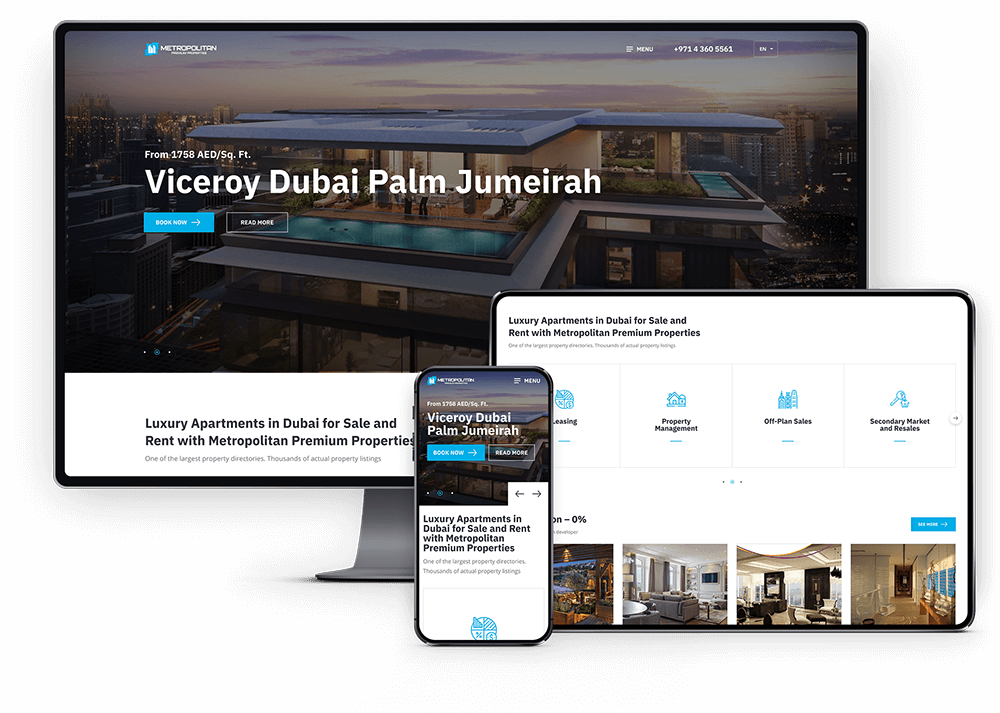 METROPOLITAN
PREMIUM PROPERTIES
MENU
+971 4 360 5561
EN
From 1758 AED/Sq. Ft.
Viceroy Dubai Palm Jumeirah
BOOK NOW
READ MORE
Luxury Apartments in Dubai for Sale and
Rent with Metropolitan Premium Properties
One of the largest property directories. Thousands of actual property listings
Luxury Apartments in Dubai for Sale and
Rent with Metropolitan Premium Properties
One of the largest property directories. Thousands of actual property listings
easing
Property
Management
Off-Plan Sales
Secondary Market
and Resales
on – 0%
developer
SEE MORE
METROPOLITAN
PREMIUM PROPERTIES
MENU
From 1758 AED/Sq. Ft.
Viceroy Dubai
Palm Jumeirah
BOOK NOW
READ MORE
Luxury Apartments in
Dubai for Sale and Rent
with Metropolitan
Premium Properties
One of the largest property directories.
Thousands of actual property listings